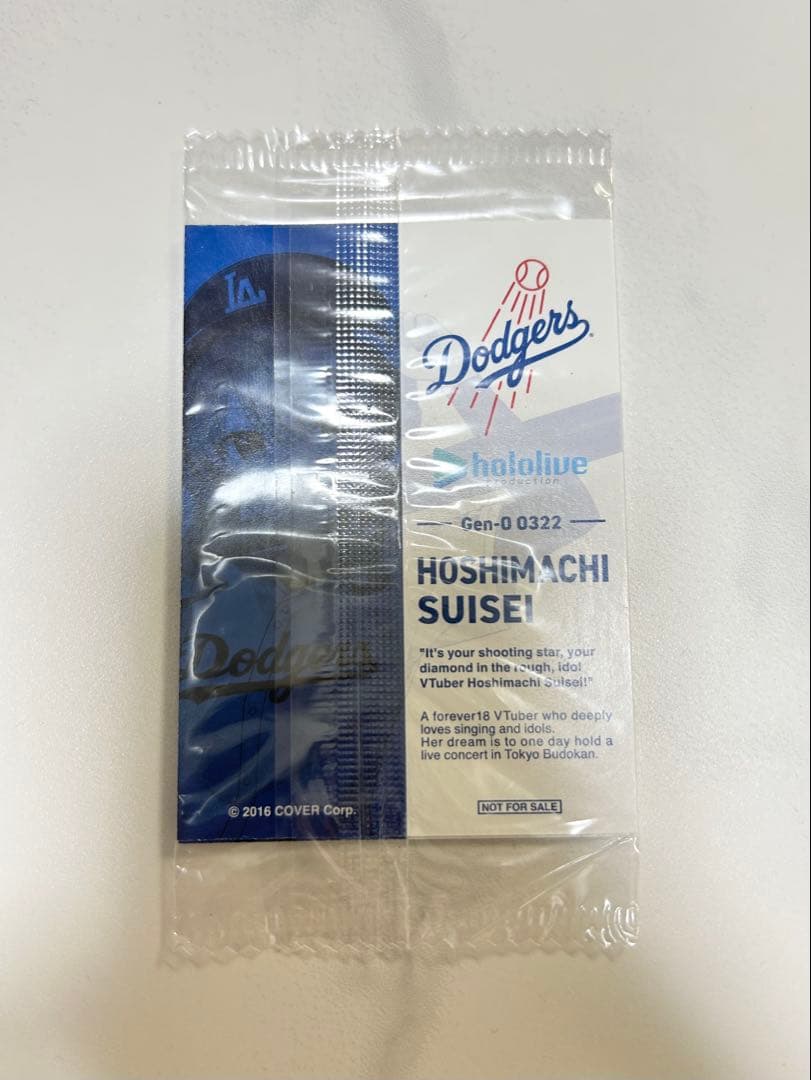 LA
Dodgers
hololive
production
Gen-0 0322
HOSHIMACHI
SUISEI
"It's your shooting star, your
diamond in the rough, idol
VTuber Hoshimachi Suisei!"
A forever18 VTuber who deeply
loves singing and idols.
Her dream is to one day hold a
live concert in Tokyo Budokan.
NOT FOR SALE
Dodgers
© 2016 COVER Corp.